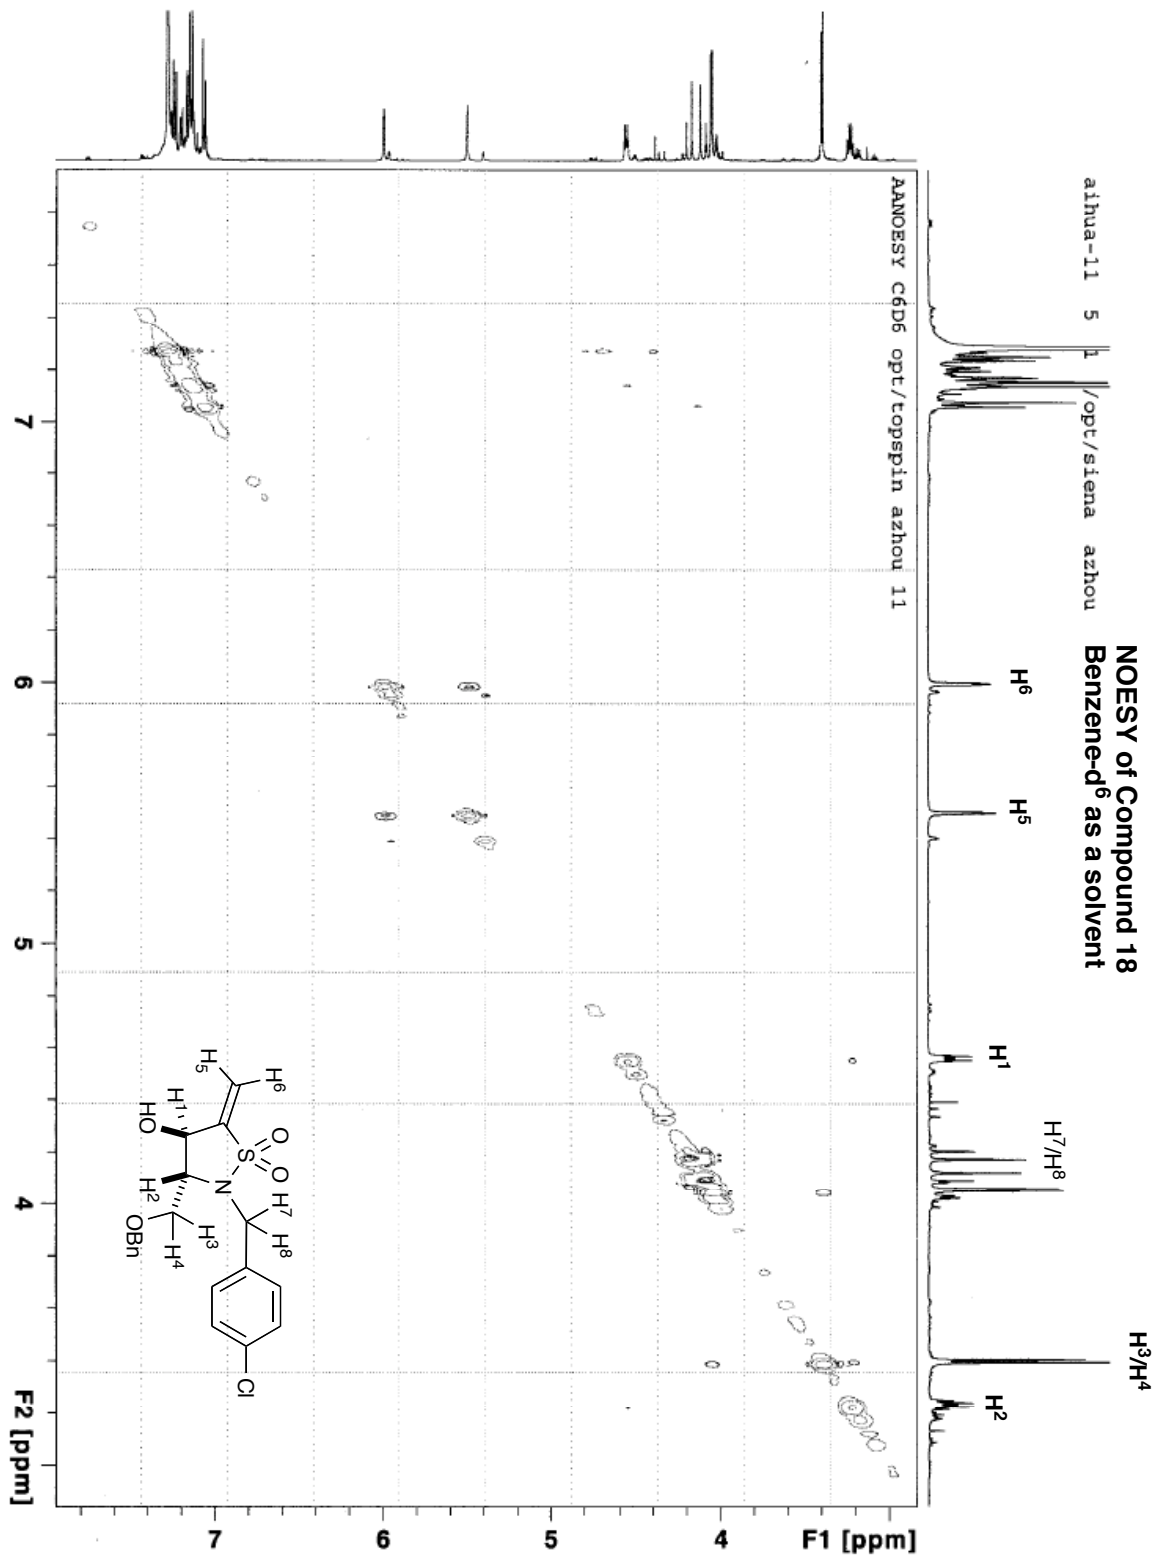 NOESY of Compound 18
Benzene-d⁶ as a solvent
aihua-11 5 1 /opt/siena azhou
AANOESY C6D6 opt/topspin azhou 11
H⁶
H⁵
H¹
H⁷/H⁸
H³/H⁴
H²
7
6
5
4
F2 [ppm]
7
6
5
4
F1 [ppm]
H₅
H⁶
H¹
HO
H²
S
O
O
N
H⁷
H⁸
H³
H⁴
OBn
Cl